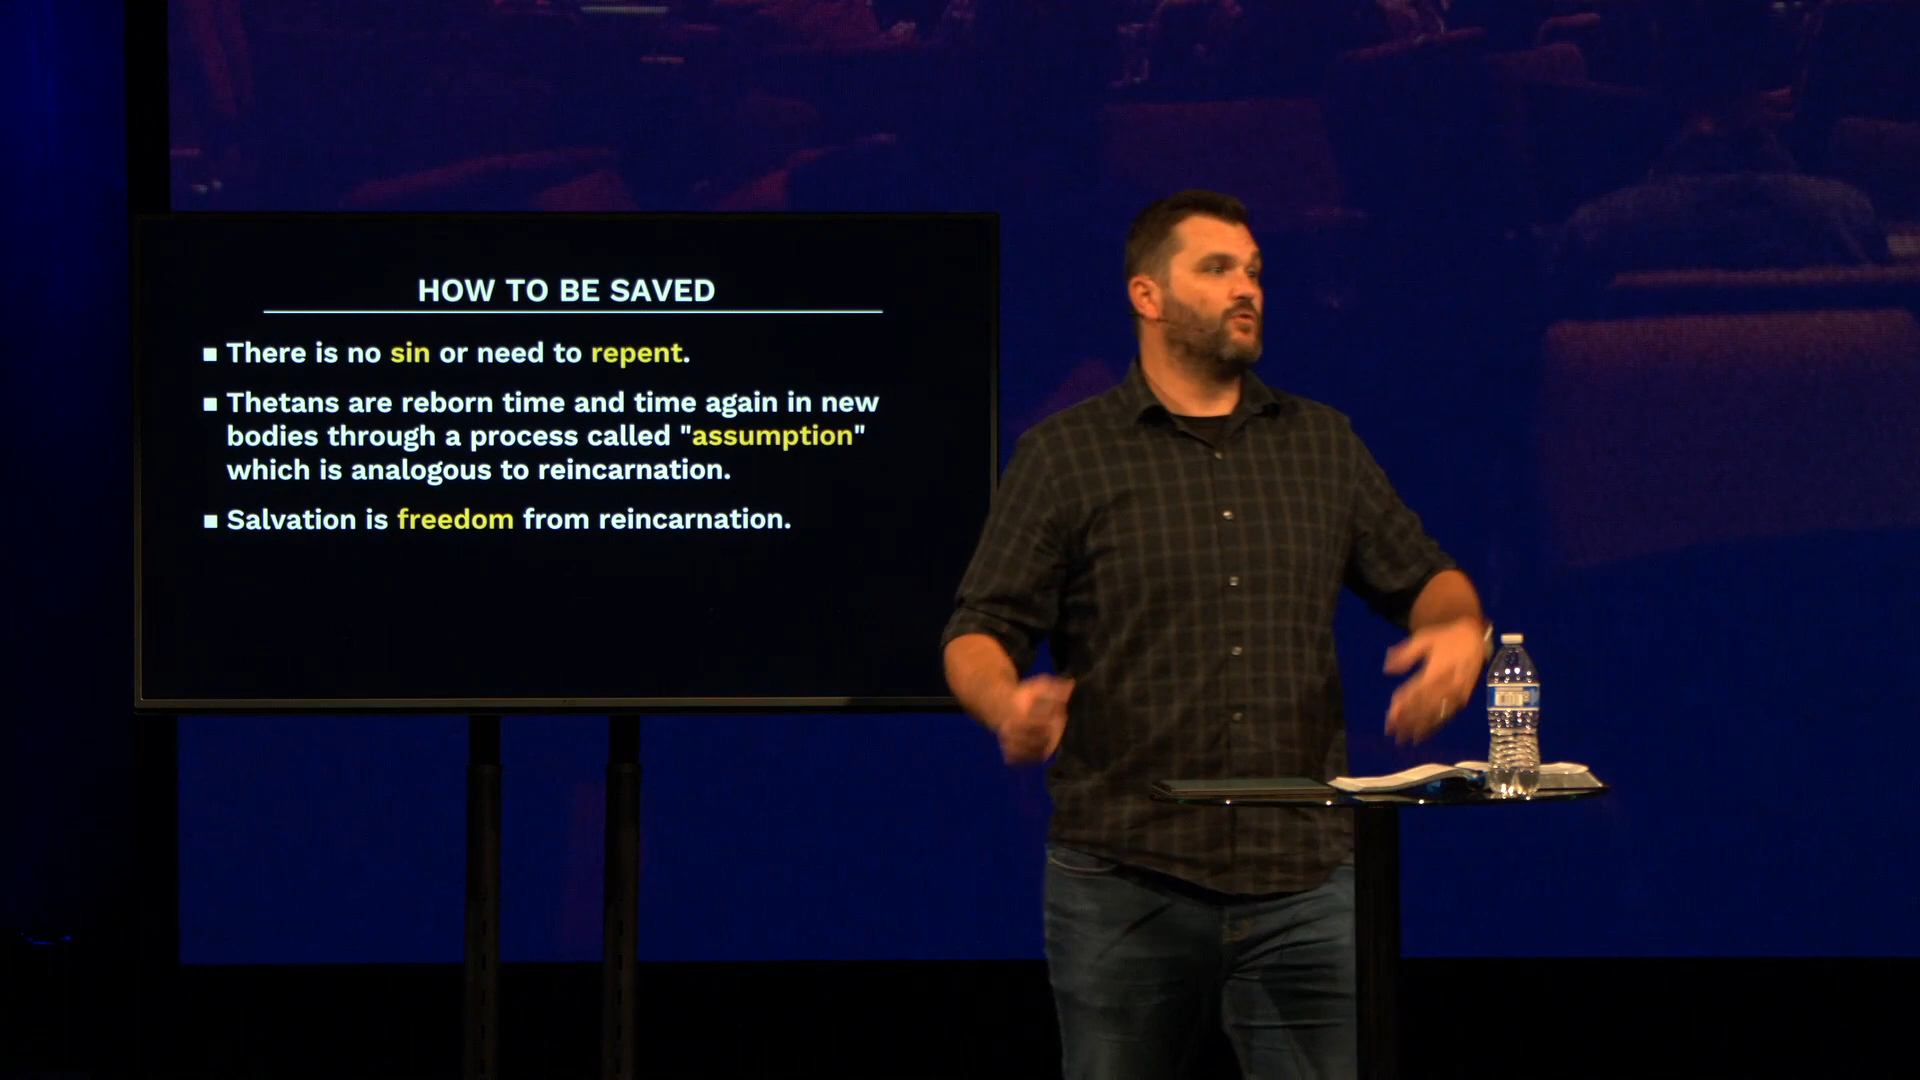 HOW TO BE SAVED
▪ There is no sin or need to repent.
▪ Thetans are reborn time and time again in new
bodies through a process called "assumption"
which is analogous to reincarnation.
▪ Salvation is freedom from reincarnation.